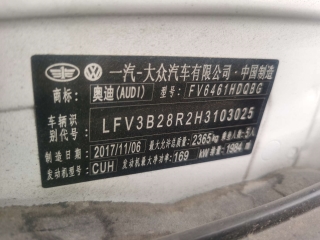 一汽-大众汽车有限公司·中国制造
商标: 奥迪(AUDI) 型号: FV6461HDQBG
车辆识别代号: LFV3B28R2H3103025
制造日期: 2017/11/06 最大允许总质量: 2365kg 乘坐人数: 5人
发动机型号: CUH 发动机最大净功率: 169 kW 排量: 1984 ml